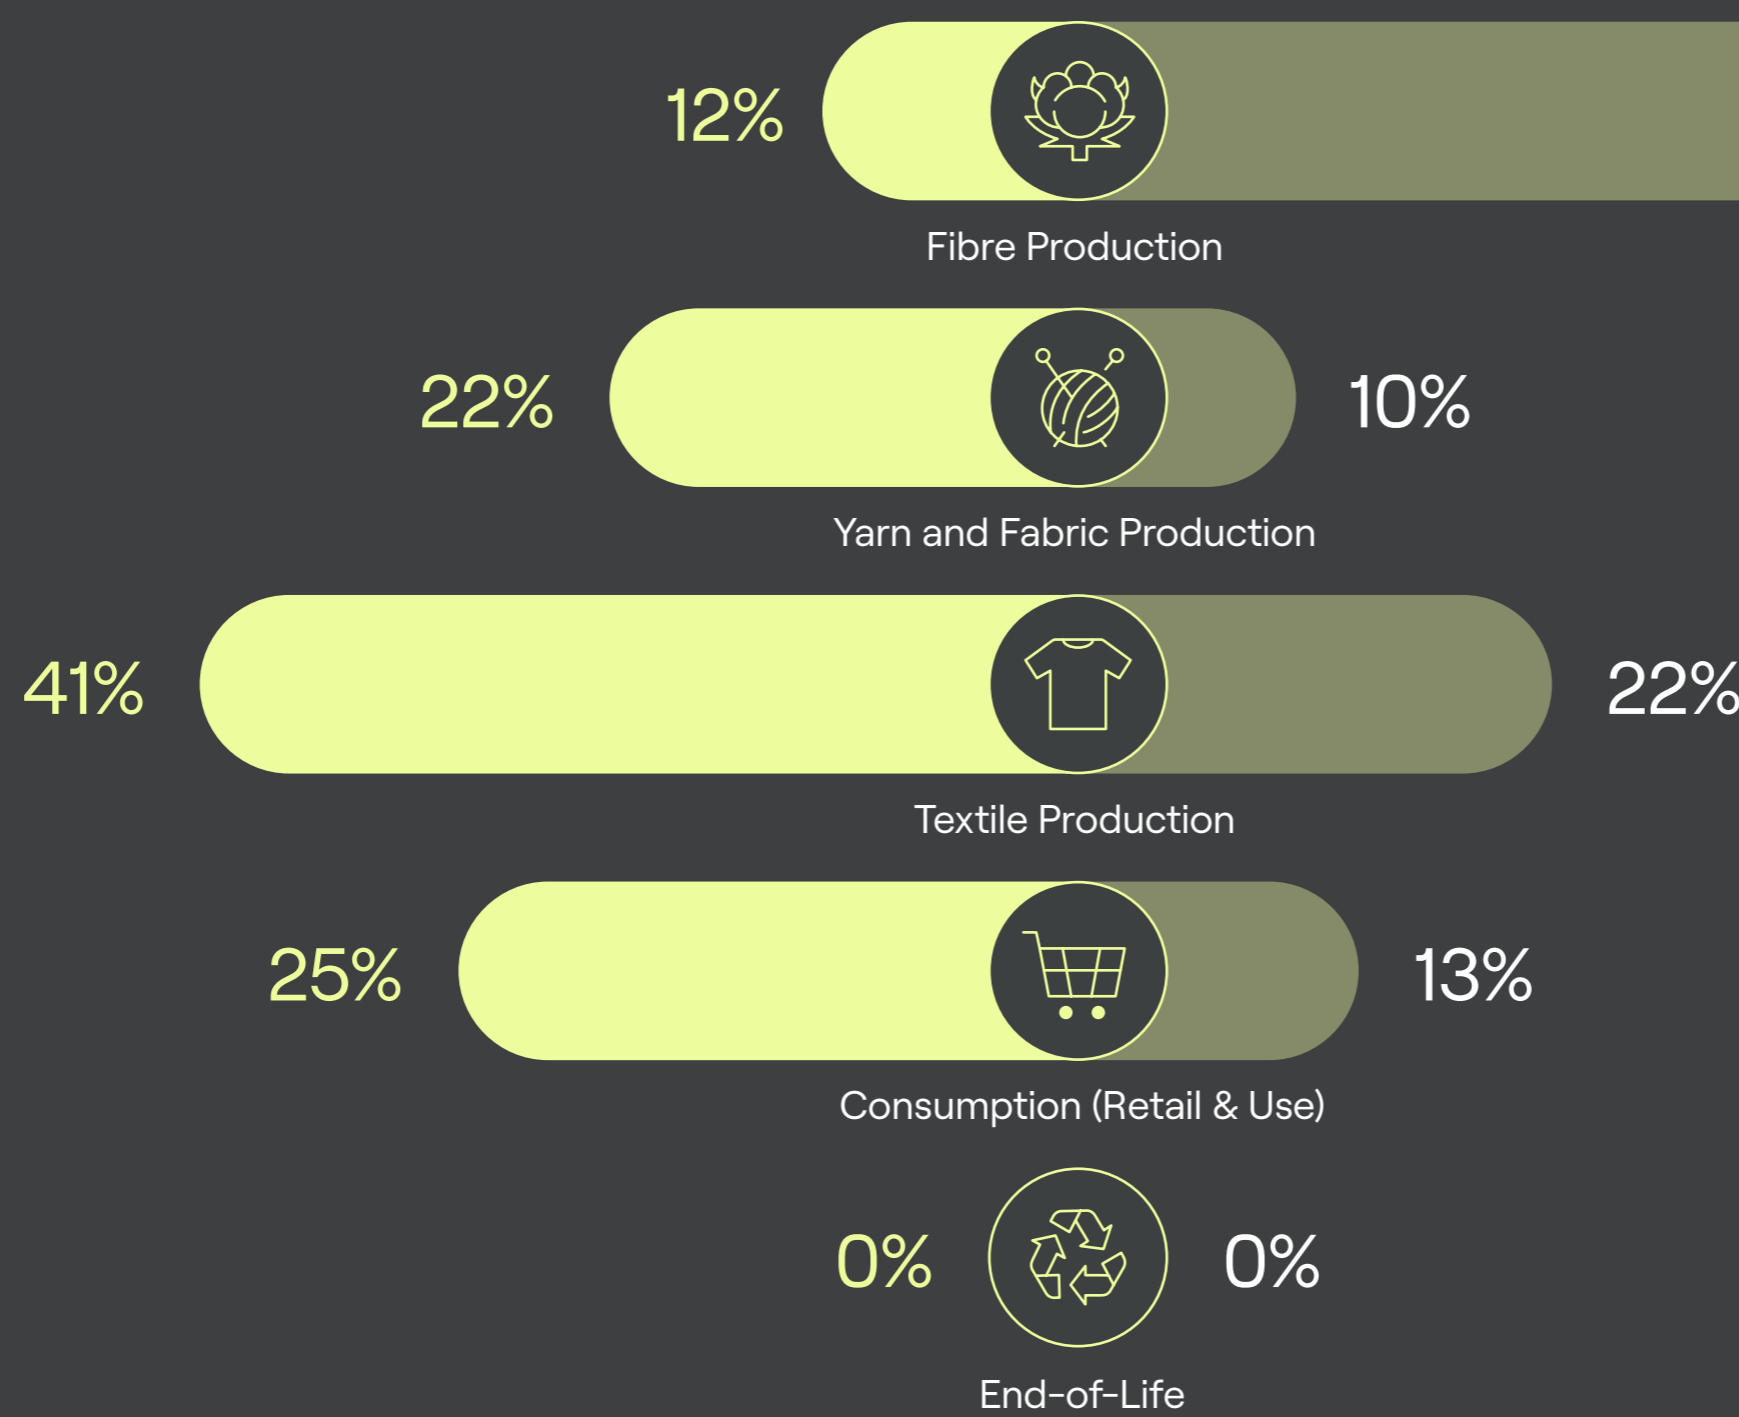 12%
Fibre Production
22%
10%
Yarn and Fabric Production
41%
22%
Textile Production
25%
13%
Consumption (Retail & Use)
0%
0%
End-of-Life